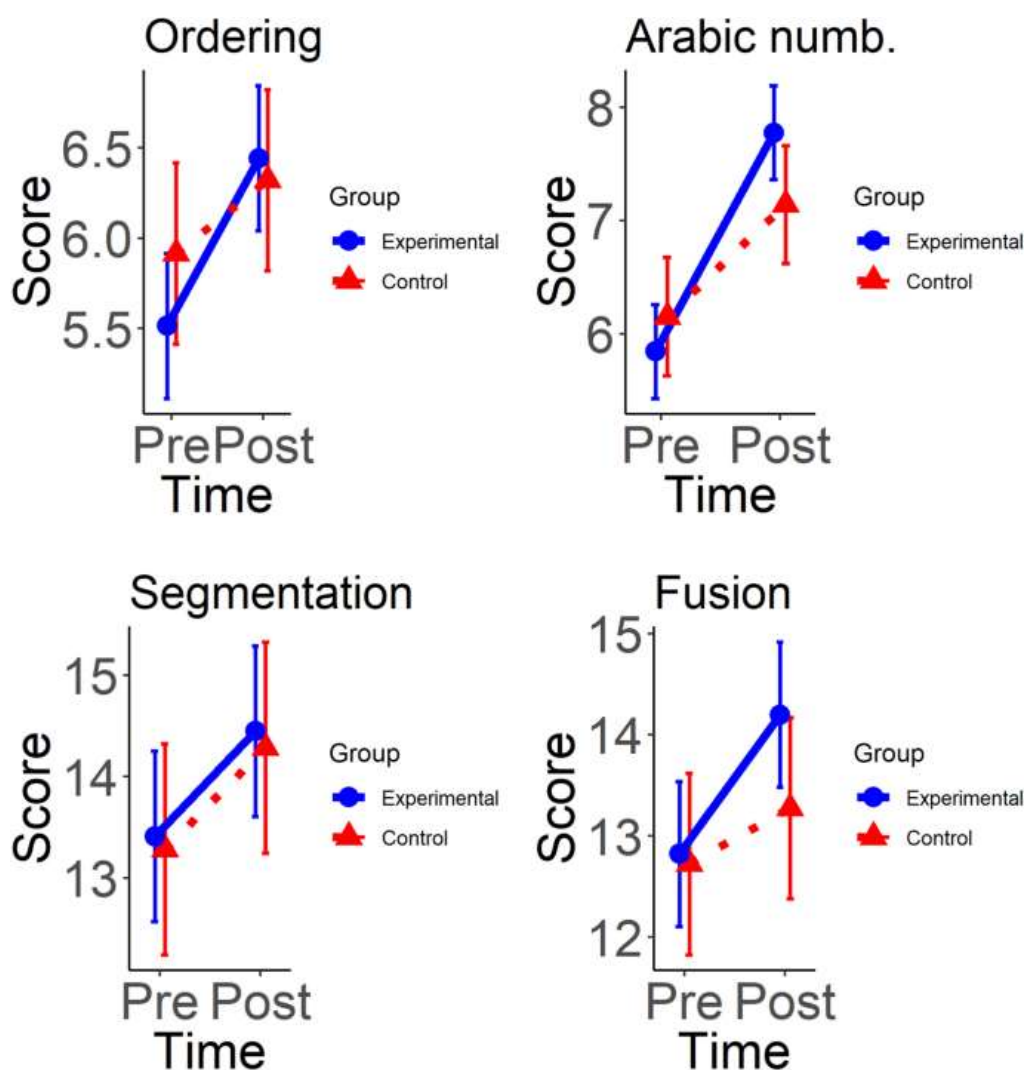 Ordering
Score
6.5
6.0
5.5
Pre Post
Time
Group
Experimental
Control
Arabic numb.
Score
8
7
6
Pre Post
Time
Group
Experimental
Control
Segmentation
Score
15
14
13
Pre Post
Time
Group
Experimental
Control
Fusion
Score
15
14
13
12
Pre Post
Time
Group
Experimental
Control